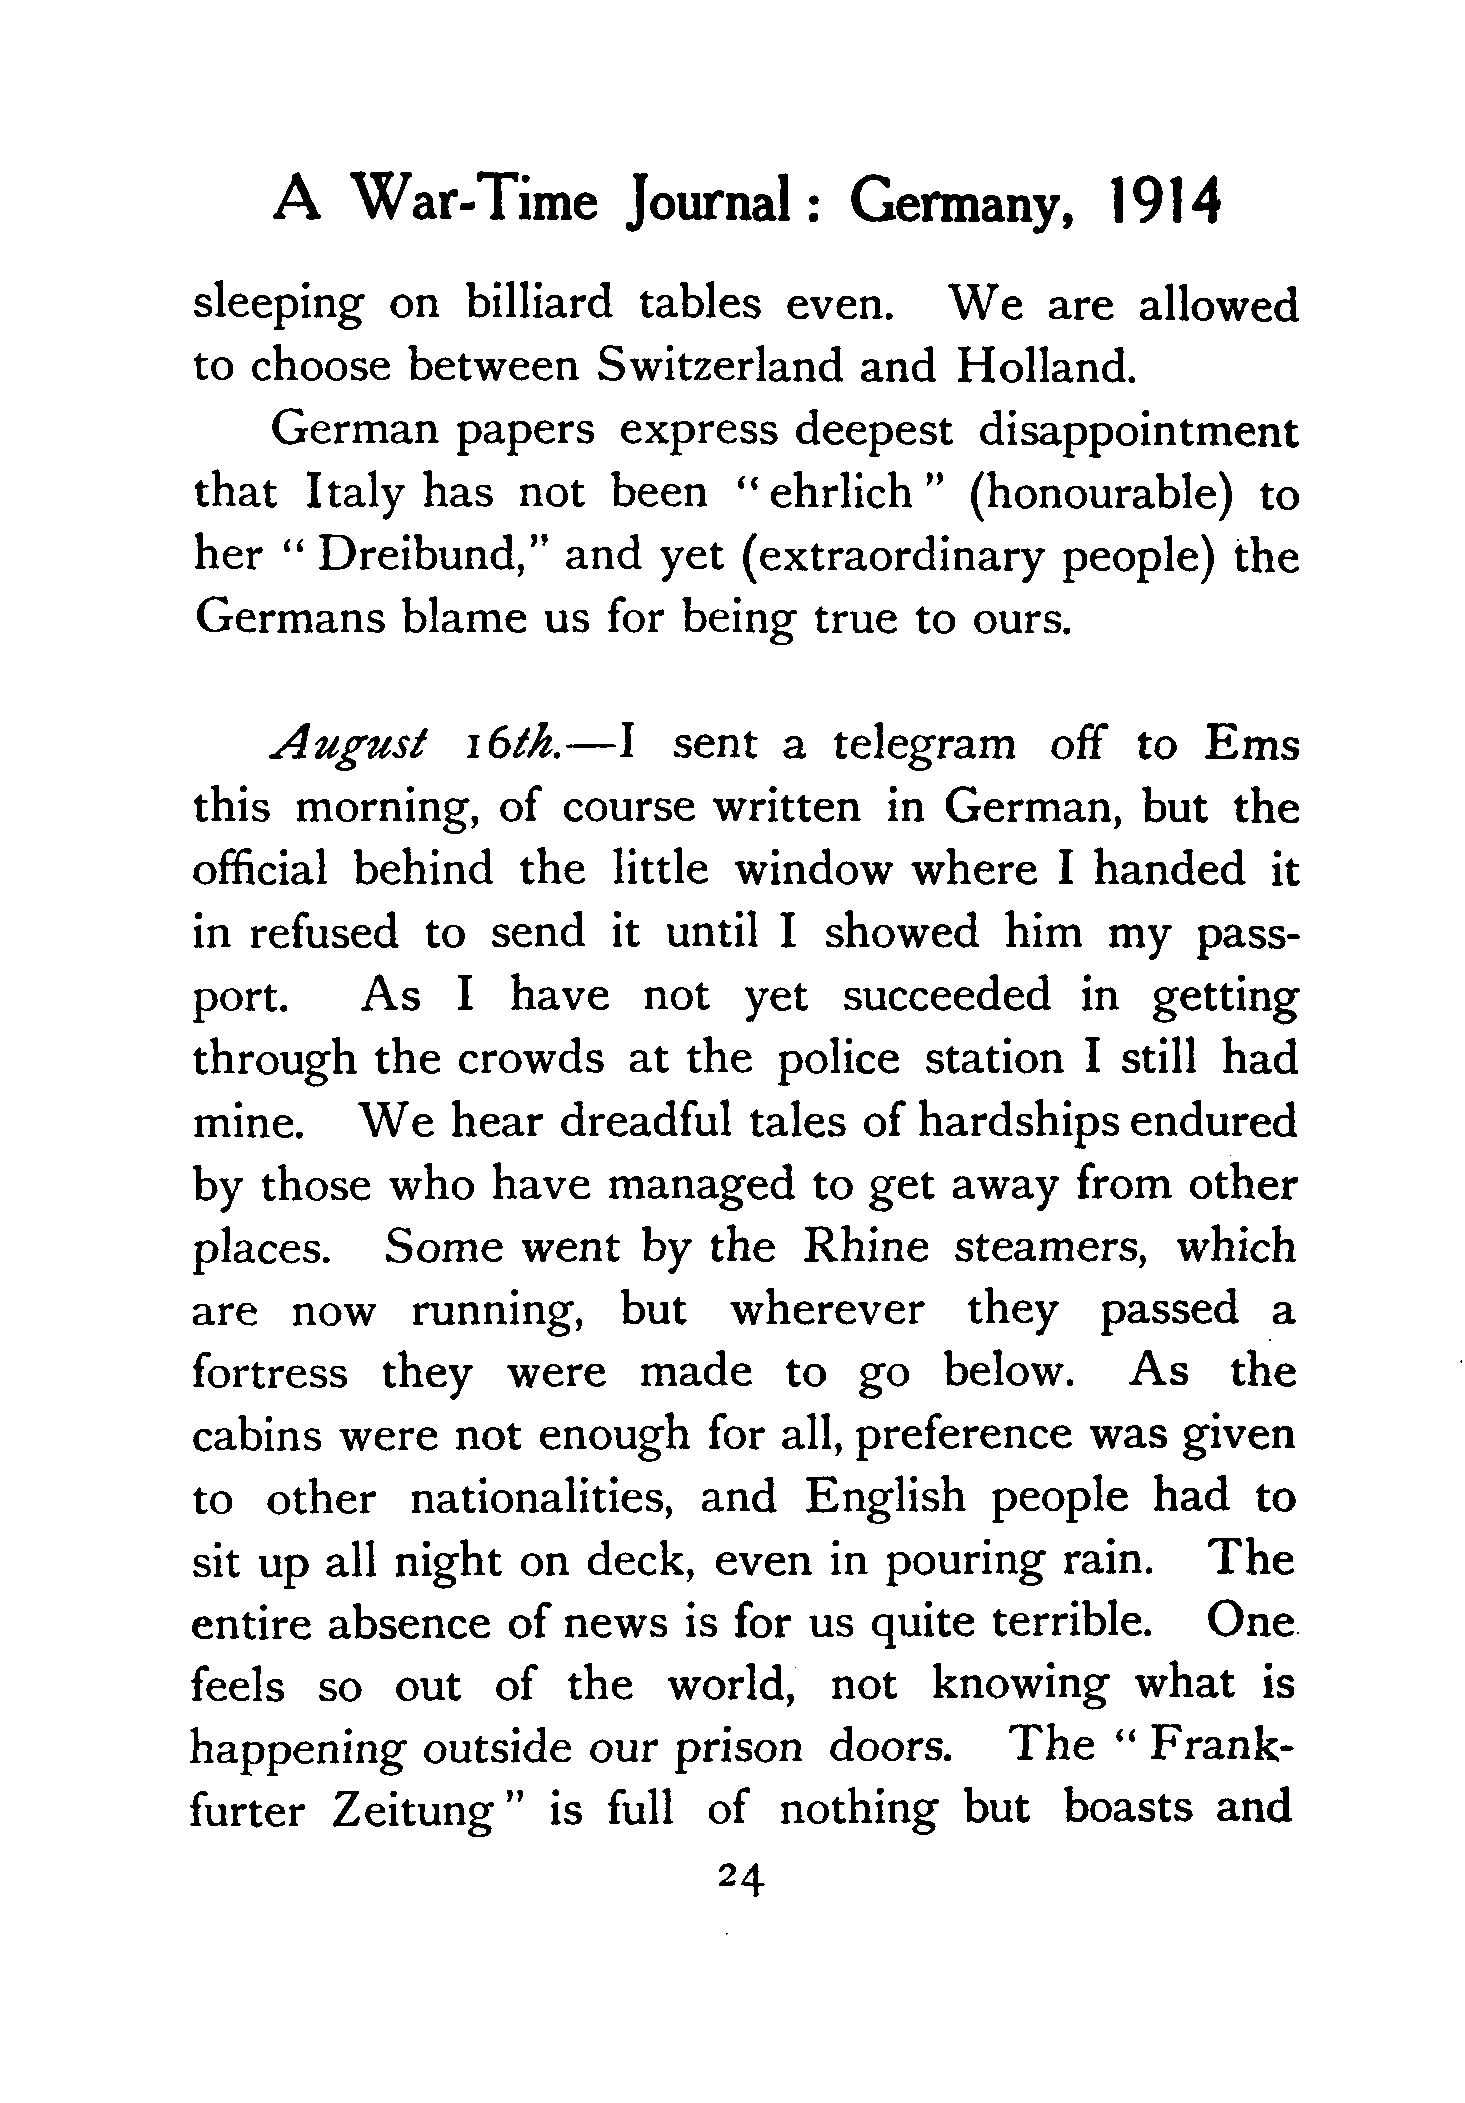 A War-Time Journal: Germany, 1914
sleeping on billiard tables even. We are allowed
to choose between Switzerland and Holland.
German papers express deepest disappointment
that Italy has not been “ ehrlich ” (honourable) to
her “ Dreibund,” and yet (extraordinary people) the
Germans blame us for being true to ours.
August 16th.—I sent a telegram off to Ems
this morning, of course written in German, but the
official behind the little window where I handed it
in refused to send it until I showed him my pass-
port. As I have not yet succeeded in getting
through the crowds at the police station I still had
mine. We hear dreadful tales of hardships endured
by those who have managed to get away from other
places. Some went by the Rhine steamers, which
are now running, but wherever they passed a
fortress they were made to go below. As the
cabins were not enough for all, preference was given
to other nationalities, and English people had to
sit up all night on deck, even in pouring rain. The
entire absence of news is for us quite terrible. One
feels so out of the world, not knowing what is
happening outside our prison doors. The “ Frank-
furter Zeitung ” is full of nothing but boasts and
24